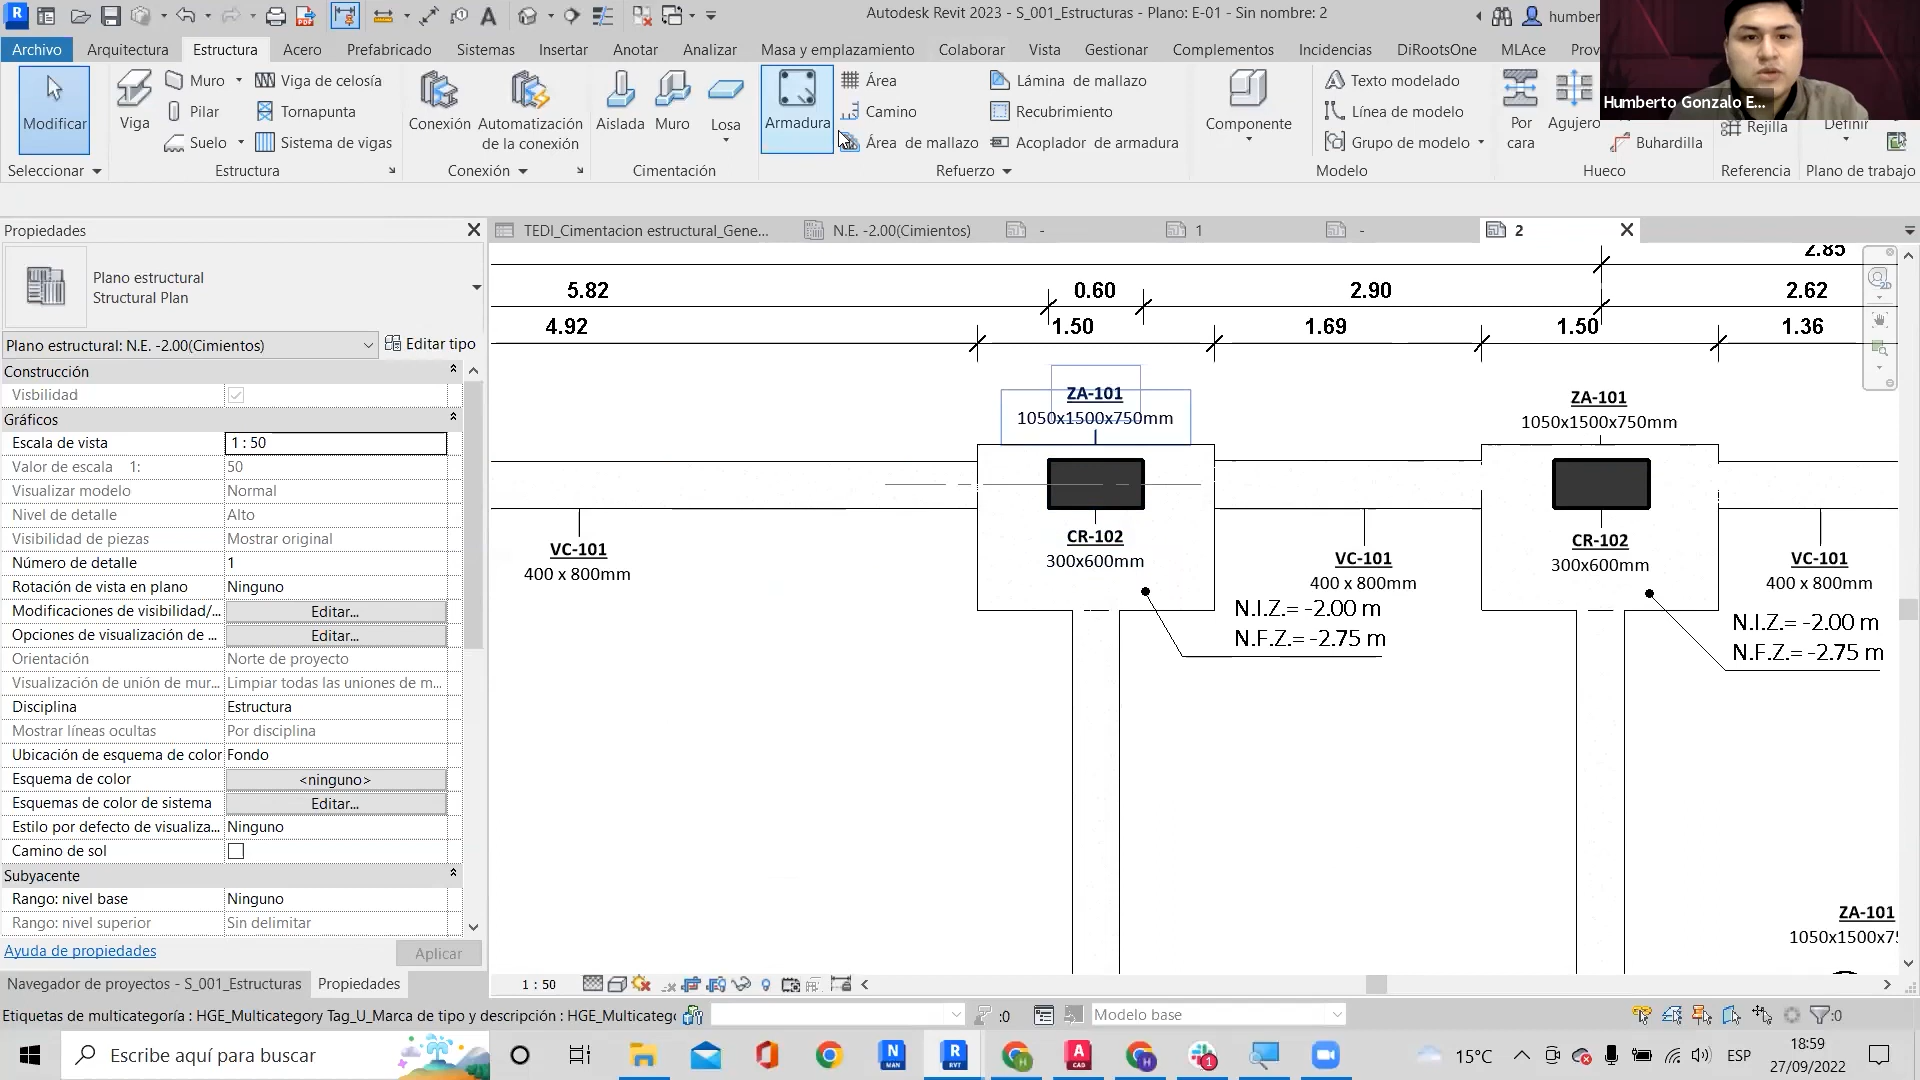 Autodesk Revit 2023 - S_001_Estructuras - Plano: E-01 - Sin nombre: 2
Archivo Arquitectura Estructura Acero Prefabricado Sistemas Insertar Anotar Analizar Masa y emplazamiento Colaborar Vista Gestionar Complementos Incidencias DiRootsOne MLAce
Humberto Gonzalo E...
Modificar
Viga
Muro
Pilar
Suelo
Viga de celosía
Tornapunta
Sistema de vigas
Conexión
Automatización
de la conexión
Aislada
Muro
Losa
Armadura
Área
Camino
Área de mallazo
Lámina de mallazo
Recubrimiento
Acoplador de armadura
Componente
Texto modelado
Línea de modelo
Grupo de modelo
Por
cara
Agujero
Buhardilla
Rejilla
Definir
Seleccionar
Estructura
Conexión
Cimentación
Refuerzo
Modelo
Hueco
Referencia
Plano de trabajo
Propiedades
Plano estructural
Structural Plan
Plano estructural: N.E. -2.00(Cimientos)
Editar tipo
Construcción
Visbilidad
Gráficos
Escala de vista 1 : 50
Valor de escala 1: 50
Visualizar modelo Normal
Nivel de detalle Alto
Visibilidad de piezas Mostrar original
Número de detalle 1
Rotación de vista en plano Ninguno
Modificaciones de visibilidad/... Editar...
Opciones de visualización de ... Editar...
Orientación Norte de proyecto
Visualización de unión de mur... Limpiar todas las uniones de m...
Disciplina Estructura
Mostrar líneas ocultas Por disciplina
Ubicación de esquema de color Fondo
Esquema de color <ninguno>
Esquemas de color de sistema Editar...
Estilo por defecto de visualiza... Ninguno
Camino de sol
Subyacente
Rango: nivel base Ninguno
Rango: nivel superior Sin delimitar
Ayuda de propiedades
Aplicar
Navegador de proyectos - S_001_Estructuras
Propiedades
TEDI_Cimentacion estructural_Gene...
N.E. -2.00(Cimientos)
-
1
-
2
2.85
5.82 0.60 2.90 2.62
4.92 1.50 1.69 1.50 1.36
ZA-101
1050x1500x750mm
ZA-101
1050x1500x750mm
CR-102
300x600mm
CR-102
300x600mm
VC-101
400 x 800mm
VC-101
400 x 800mm
VC-101
400 x 800mm
N.I.Z.= -2.00 m
N.F.Z.= -2.75 m
N.I.Z.= -2.00 m
N.F.Z.= -2.75 m
ZA-101
1 : 50
Etiquetas de multicategoría : HGE_Multicategory Tag_U_Marca de tipo y descripción : HGE_Multicateg
:0
Modelo base
:0
Escribe aquí para buscar
15°C
ESP
18:59
27/09/2022